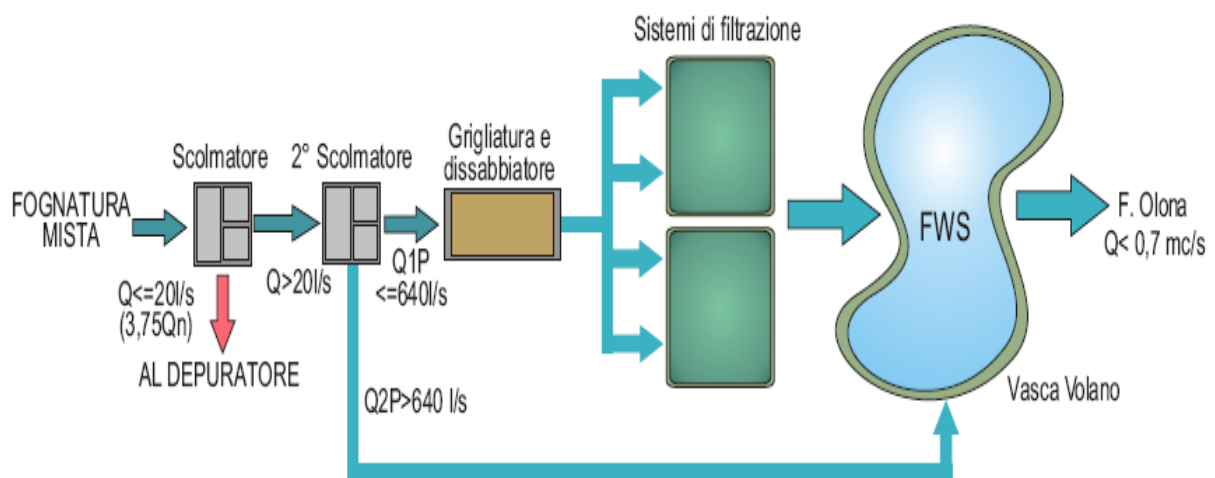 Sistemi di filtrazione
Scolmatore
2° Scolmatore
Grigliatura e
dissabbiatore
FOGNATURA
MISTA
Q<=20l/s
(3,75Qn)
AL DEPURATORE
Q>20l/s
Q1P
<=640l/s
Q2P>640 l/s
FWS
F. Olona
Q< 0,7 mc/s
Vasca Volano